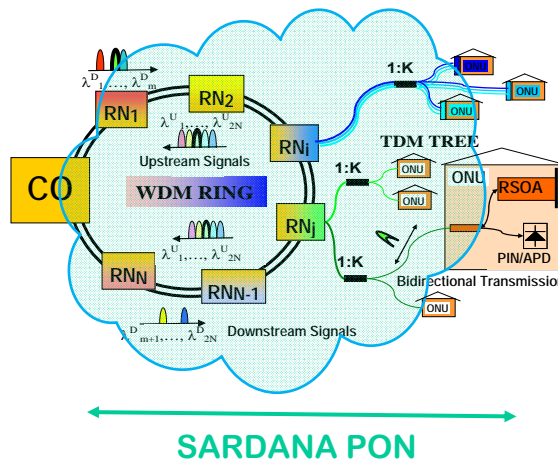 λD1,..., λDm
RN1
RN2
1:K
ONU
ONU
ONU
λU1,..., λU2N
RNi
Upstream Signals
TDM TREE
CO
WDM RING
1:K
ONU
ONU
ONU
RSOA
RNj
λU1,..., λU2N
1:K
PIN/APD
RNN
RNN-1
Bidirectional Transmission
ONU
λDm+1,..., λD2N
Downstream Signals
SARDANA PON